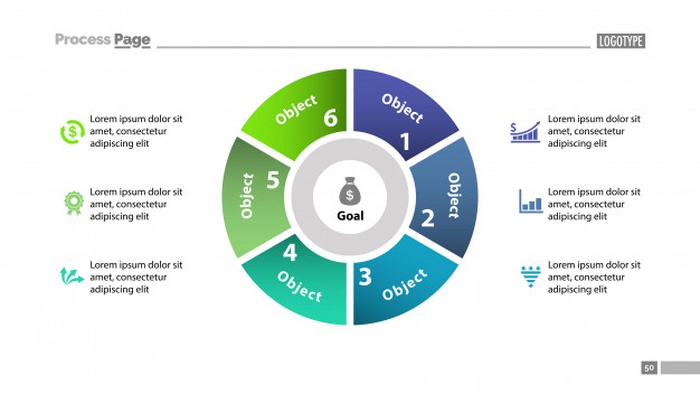 Process Page
LOGOTYPE
Lorem ipsum dolor sit
amet, consectetur
adipiscing elit
Lorem ipsum dolor sit
amet, consectetur
adipiscing elit
Lorem ipsum dolor sit
amet, consectetur
adipiscing elit
Object
6
Object
1
Object
5
Object
2
4
Object
3
Object
$
Goal
$
Lorem ipsum dolor sit
amet, consectetur
adipiscing elit
Lorem ipsum dolor sit
amet, consectetur
adipiscing elit
Lorem ipsum dolor sit
amet, consectetur
adipiscing elit
$
50